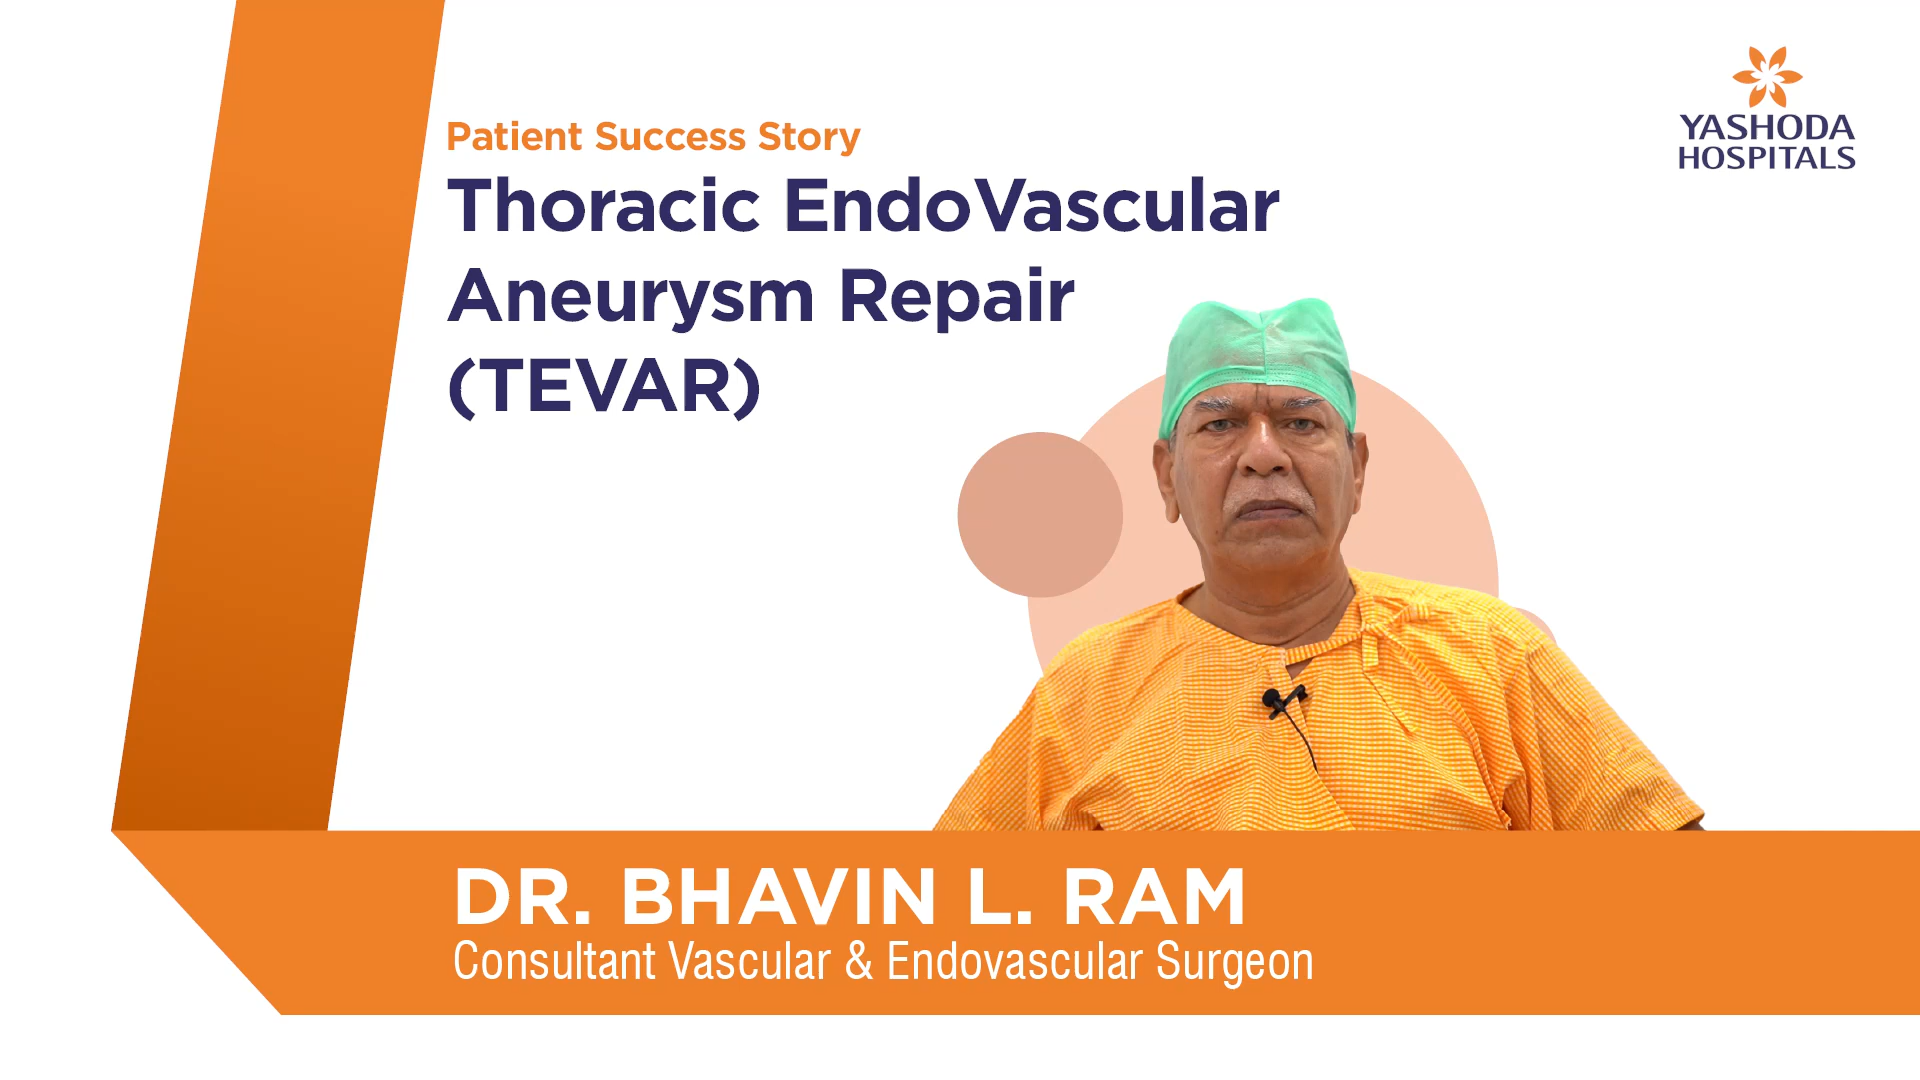 Patient Success Story
Thoracic EndoVascular
Aneurysm Repair
(TEVAR)
YASHODA
HOSPITALS
DR. BHAVIN L. RAM
Consultant Vascular & Endovascular Surgeon